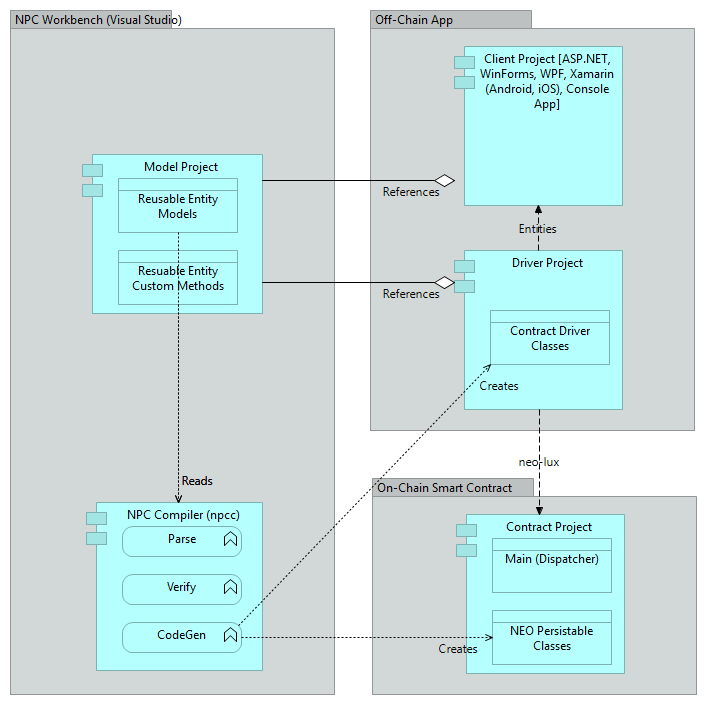 NPC Workbench (Visual Studio)
Off-Chain App
Client Project [ASP.NET,
WinForms, WPF, Xamarin
(Android, iOS), Console
App]
Model Project
Reusable Entity
Models
References
Entities
Resuable Entity
Custom Methods
References
Driver Project
Contract Driver
Classes
Creates
neo-lux
Reads
On-Chain Smart Contract
NPC Compiler (npcc)
Parse
Verify
CodeGen
Contract Project
Main (Dispatcher)
NEO Persistable
Classes
Creates